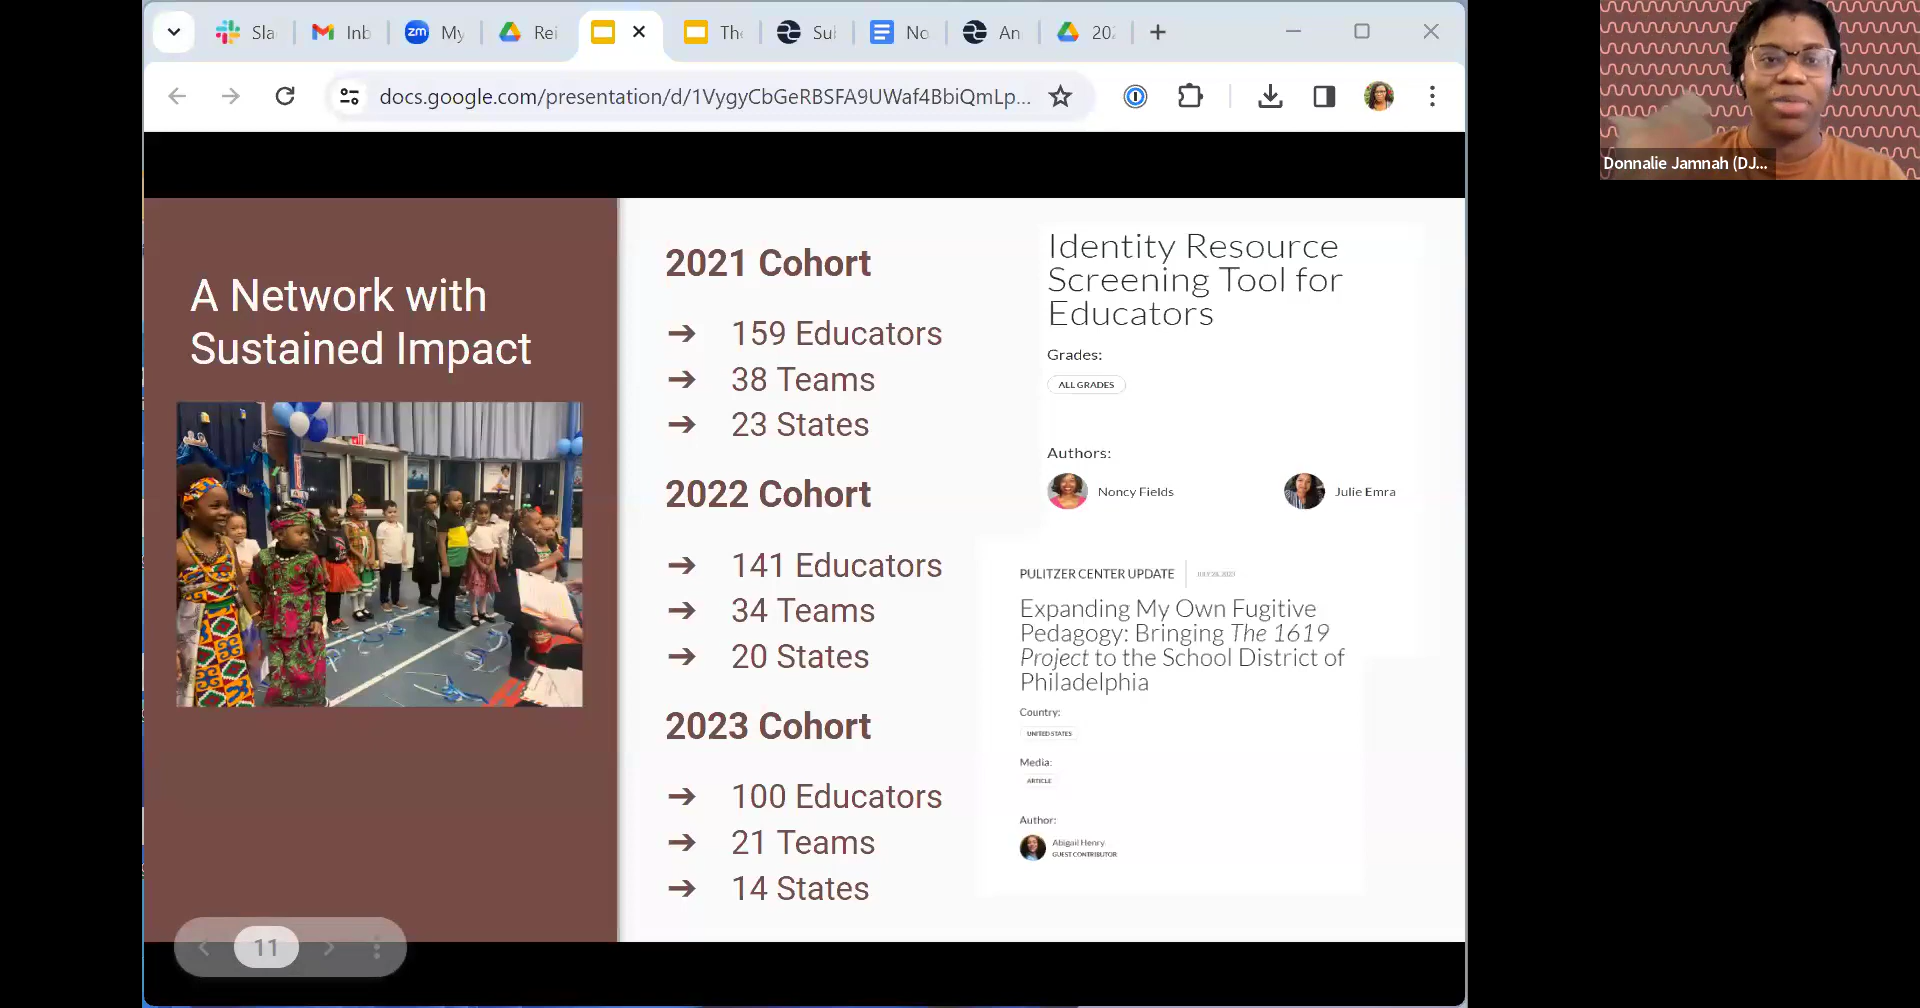 Sla
Inb
My
Rei
The
Sul
No
An
202
docs.google.com/presentation/d/1VygyCbGeRBSFA9UWaf4BbiQmLp...
Donnalie Jamnah (DJ...
A Network with
Sustained Impact
2021 Cohort
➔ 159 Educators
➔ 38 Teams
➔ 23 States
2022 Cohort
➔ 141 Educators
➔ 34 Teams
➔ 20 States
2023 Cohort
➔ 100 Educators
➔ 21 Teams
➔ 14 States
Identity Resource
Screening Tool for
Educators
Grades:
ALL GRADES
Authors:
Noncy Fields
Julie Emra
PULITZER CENTER UPDATE
Expanding My Own Fugitive
Pedagogy: Bringing The 1619
Project to the School District of
Philadelphia
Country:
UNITED STATES
Media:
ARTICLE
Author:
Abigail Henry
GUEST CONTRIBUTOR
11